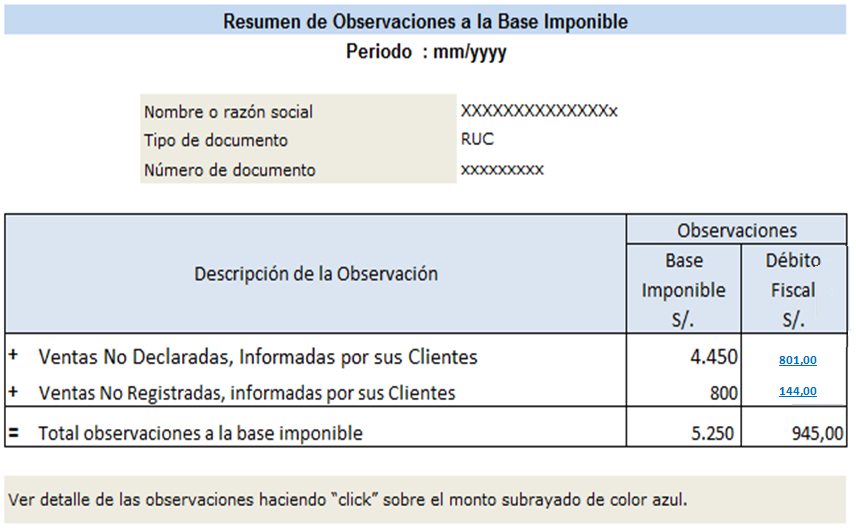 Resumen de Observaciones a la Base Imponible
Periodo : mm/yyyy
Nombre o razón social XXXXXXXXXXXXXXx
Tipo de documento RUC
Número de documento xxxxxxxxx
Observaciones
Descripción de la Observación
Base Imponible S/.
Débito Fiscal S/.
+ Ventas No Declaradas, Informadas por sus Clientes 4.450 801,00
+ Ventas No Registradas, informadas por sus Clientes 800 144,00
= Total observaciones a la base imponible 5.250 945,00
Ver detalle de las observaciones haciendo “click” sobre el monto subrayado de color azul.